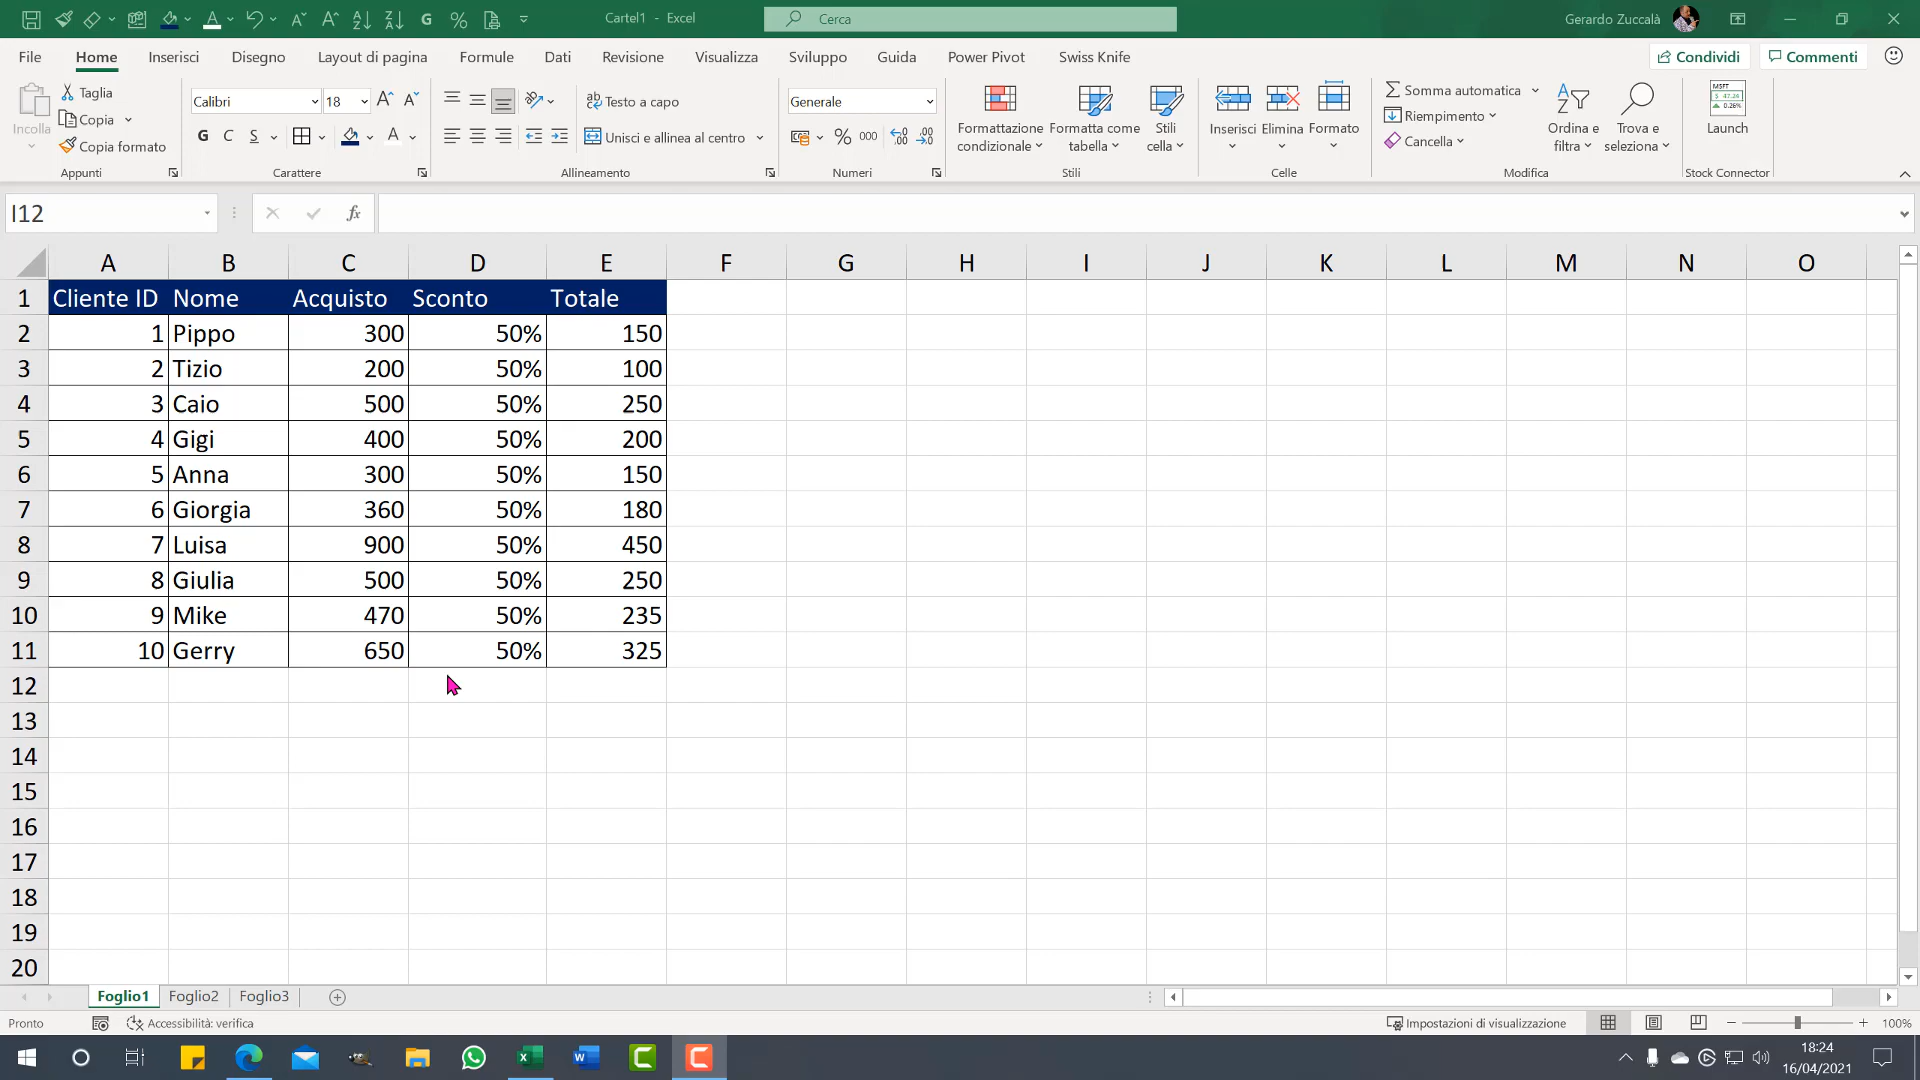 G
Cartel1 - Excel
Cerca
Gerardo Zuccalà
File Home Inserisci Disegno Layout di pagina Formule Dati Revisione Visualizza Sviluppo Guida Power Pivot Swiss Knife
Condividi Commenti
Incolla
Taglia
Copia
Copia formato
Appunti
Calibri 18
G C S
Carattere
Testo a capo
Unisci e allinea al centro
Allineamento
Generale
% 000
Numeri
Formattazione condizionale
Formatta come tabella
Stili cella
Stili
Inserisci Elimina Formato
Celle
Somma automatica
Riempimento
Cancella
Ordina e filtra
Trova e seleziona
Modifica
MSFT
$ 47.24
0.26%
Launch
Stock Connector
I12
fx
A B C D E F G H I J K L M N O
1 Cliente ID Nome Acquisto Sconto Totale
2 1 Pippo 300 50% 150
3 2 Tizio 200 50% 100
4 3 Caio 500 50% 250
5 4 Gigi 400 50% 200
6 5 Anna 300 50% 150
7 6 Giorgia 360 50% 180
8 7 Luisa 900 50% 450
9 8 Giulia 500 50% 250
10 9 Mike 470 50% 235
11 10 Gerry 650 50% 325
12
13
14
15
16
17
18
19
20
Foglio1 Foglio2 Foglio3
Pronto Accessibilità: verifica Impostazioni di visualizzazione 100%
18:24
16/04/2021